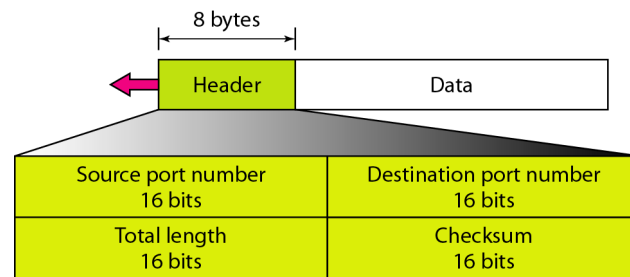 8 bytes
Header
Data
Source port number
16 bits
Destination port number
16 bits
Total length
16 bits
Checksum
16 bits